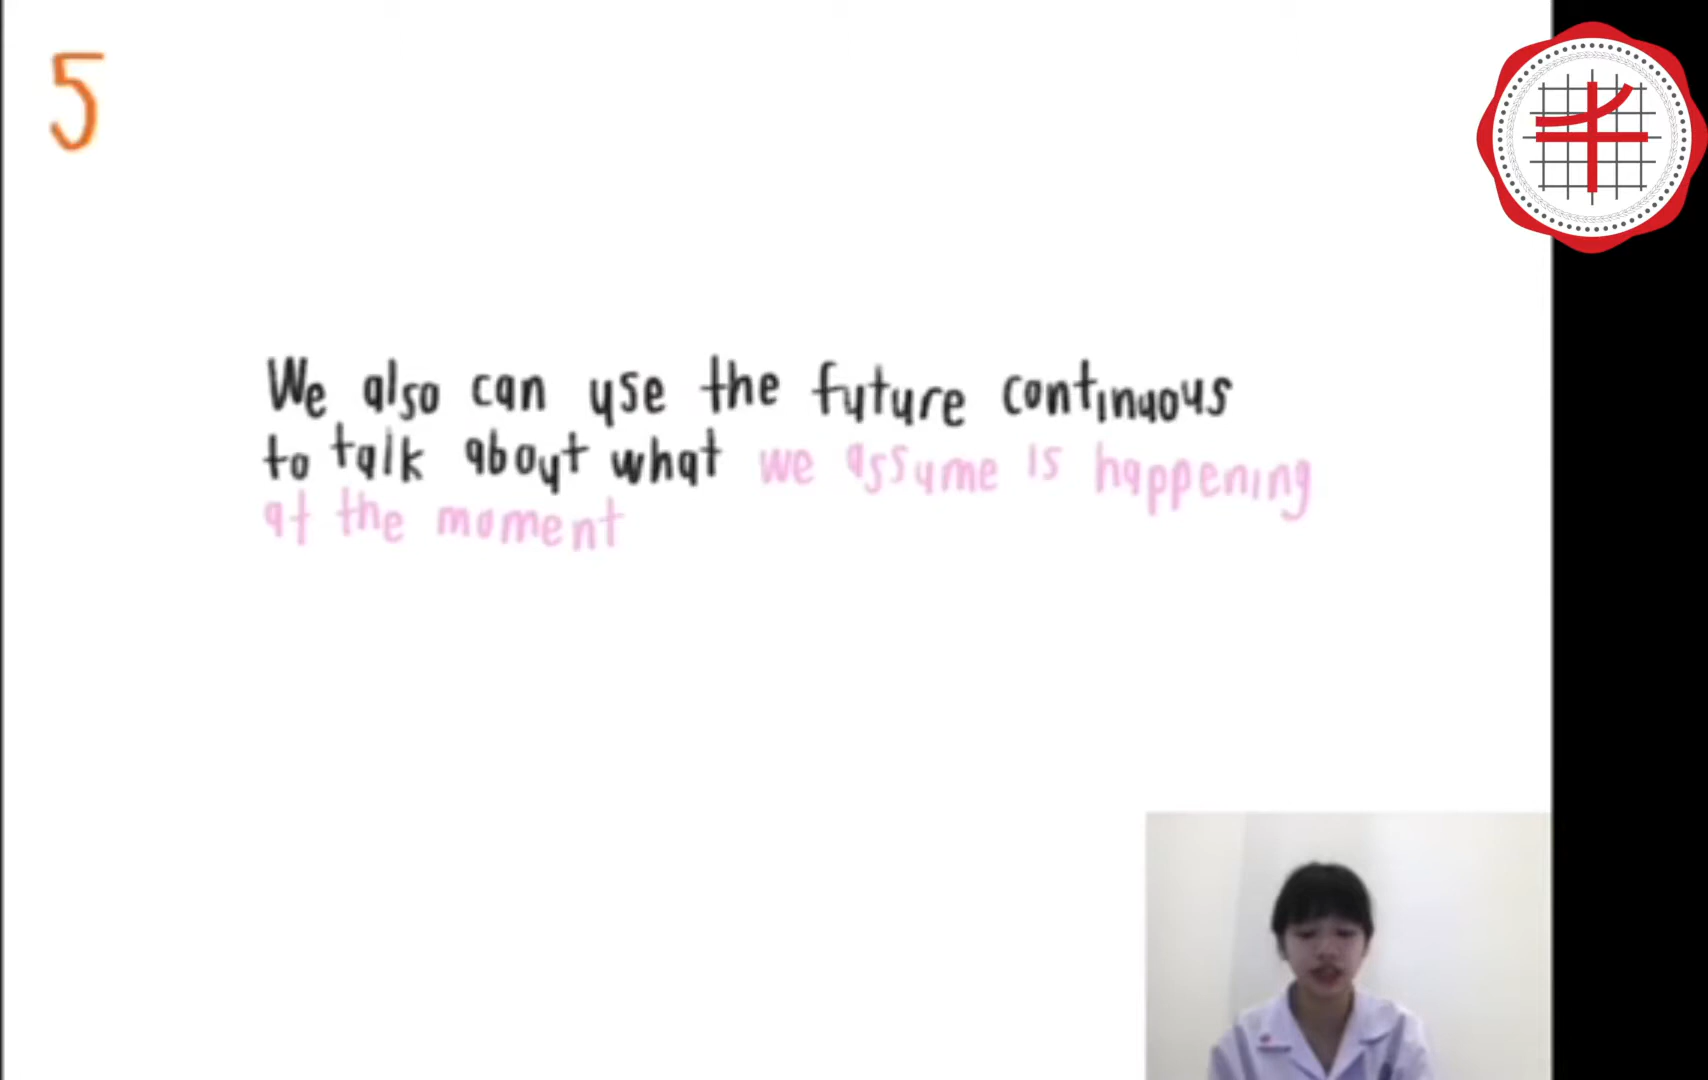 5
We also can use the future continuous
to talk about what we assume is happening
at the moment